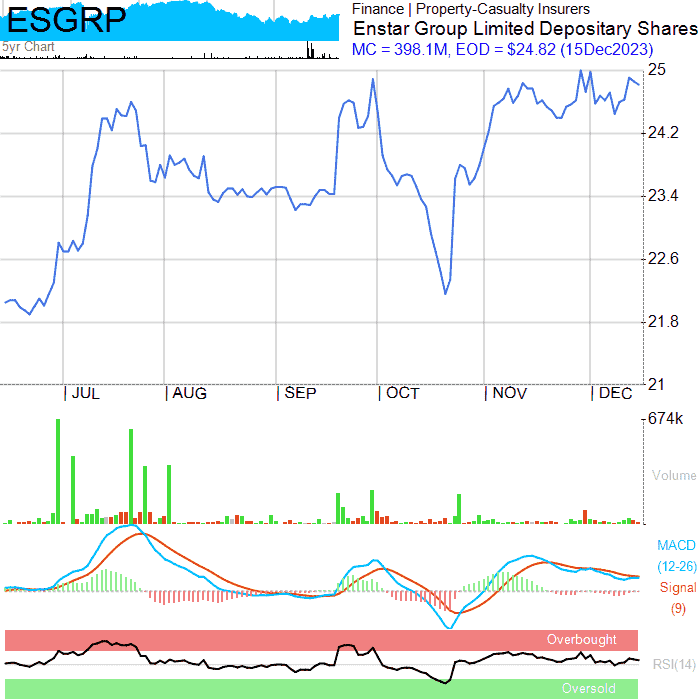 ESGRP
5yr Chart
Finance | Property-Casualty Insurers
Enstar Group Limited Depositary Shares
MC = 398.1M, EOD = $24.82 (15Dec2023)
25
24.2
23.4
22.6
21.8
21
| JUL | AUG | SEP | OCT | NOV | DEC
674k
Volume
MACD
(12-26)
Signal
(9)
Overbought
RSI(14)
Oversold